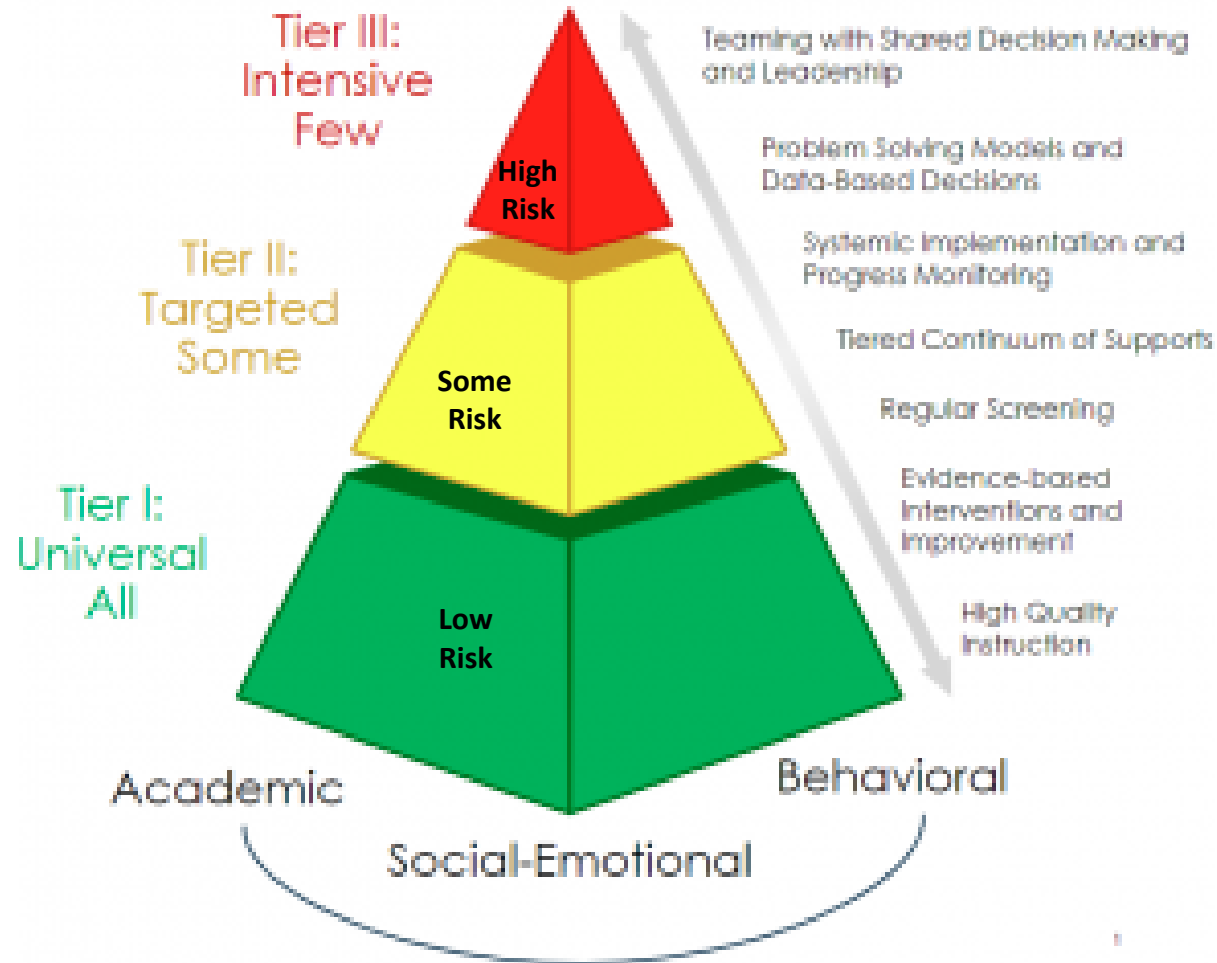 Tier III:
Intensive
Few
High
Risk
Tier II:
Targeted
Some
Some
Risk
Tier I:
Universal
All
Low
Risk
Teaming with Shared Decision Making
and Leadership
Problem Solving Models and
Data-Based Decisions
Systemic Implementation and
Progress Monitoring
Tiered Continuum of Supports
Regular Screening
Evidence-based
Interventions and
Improvement
High Quality
Instruction
Academic
Behavioral
Social-Emotional